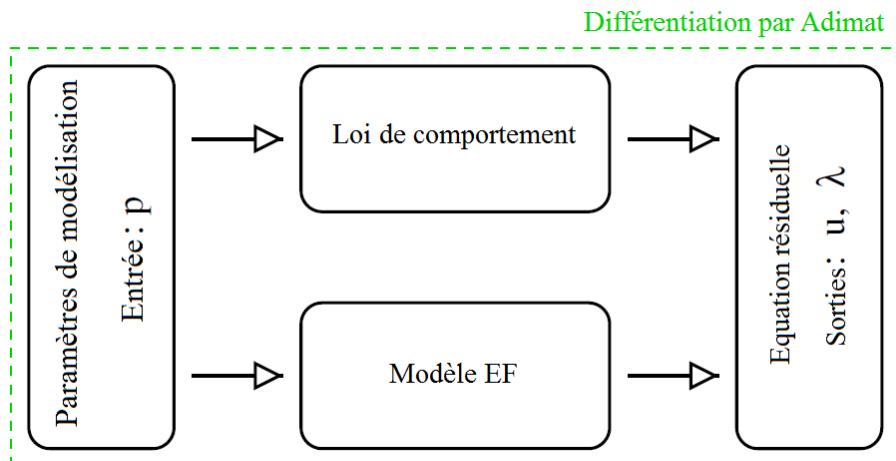 Différentiation par Adimat
Paramètres de modélisation
Entrée: p
Loi de comportement
Modèle EF
Equation résiduelle
Sorties: u, λ